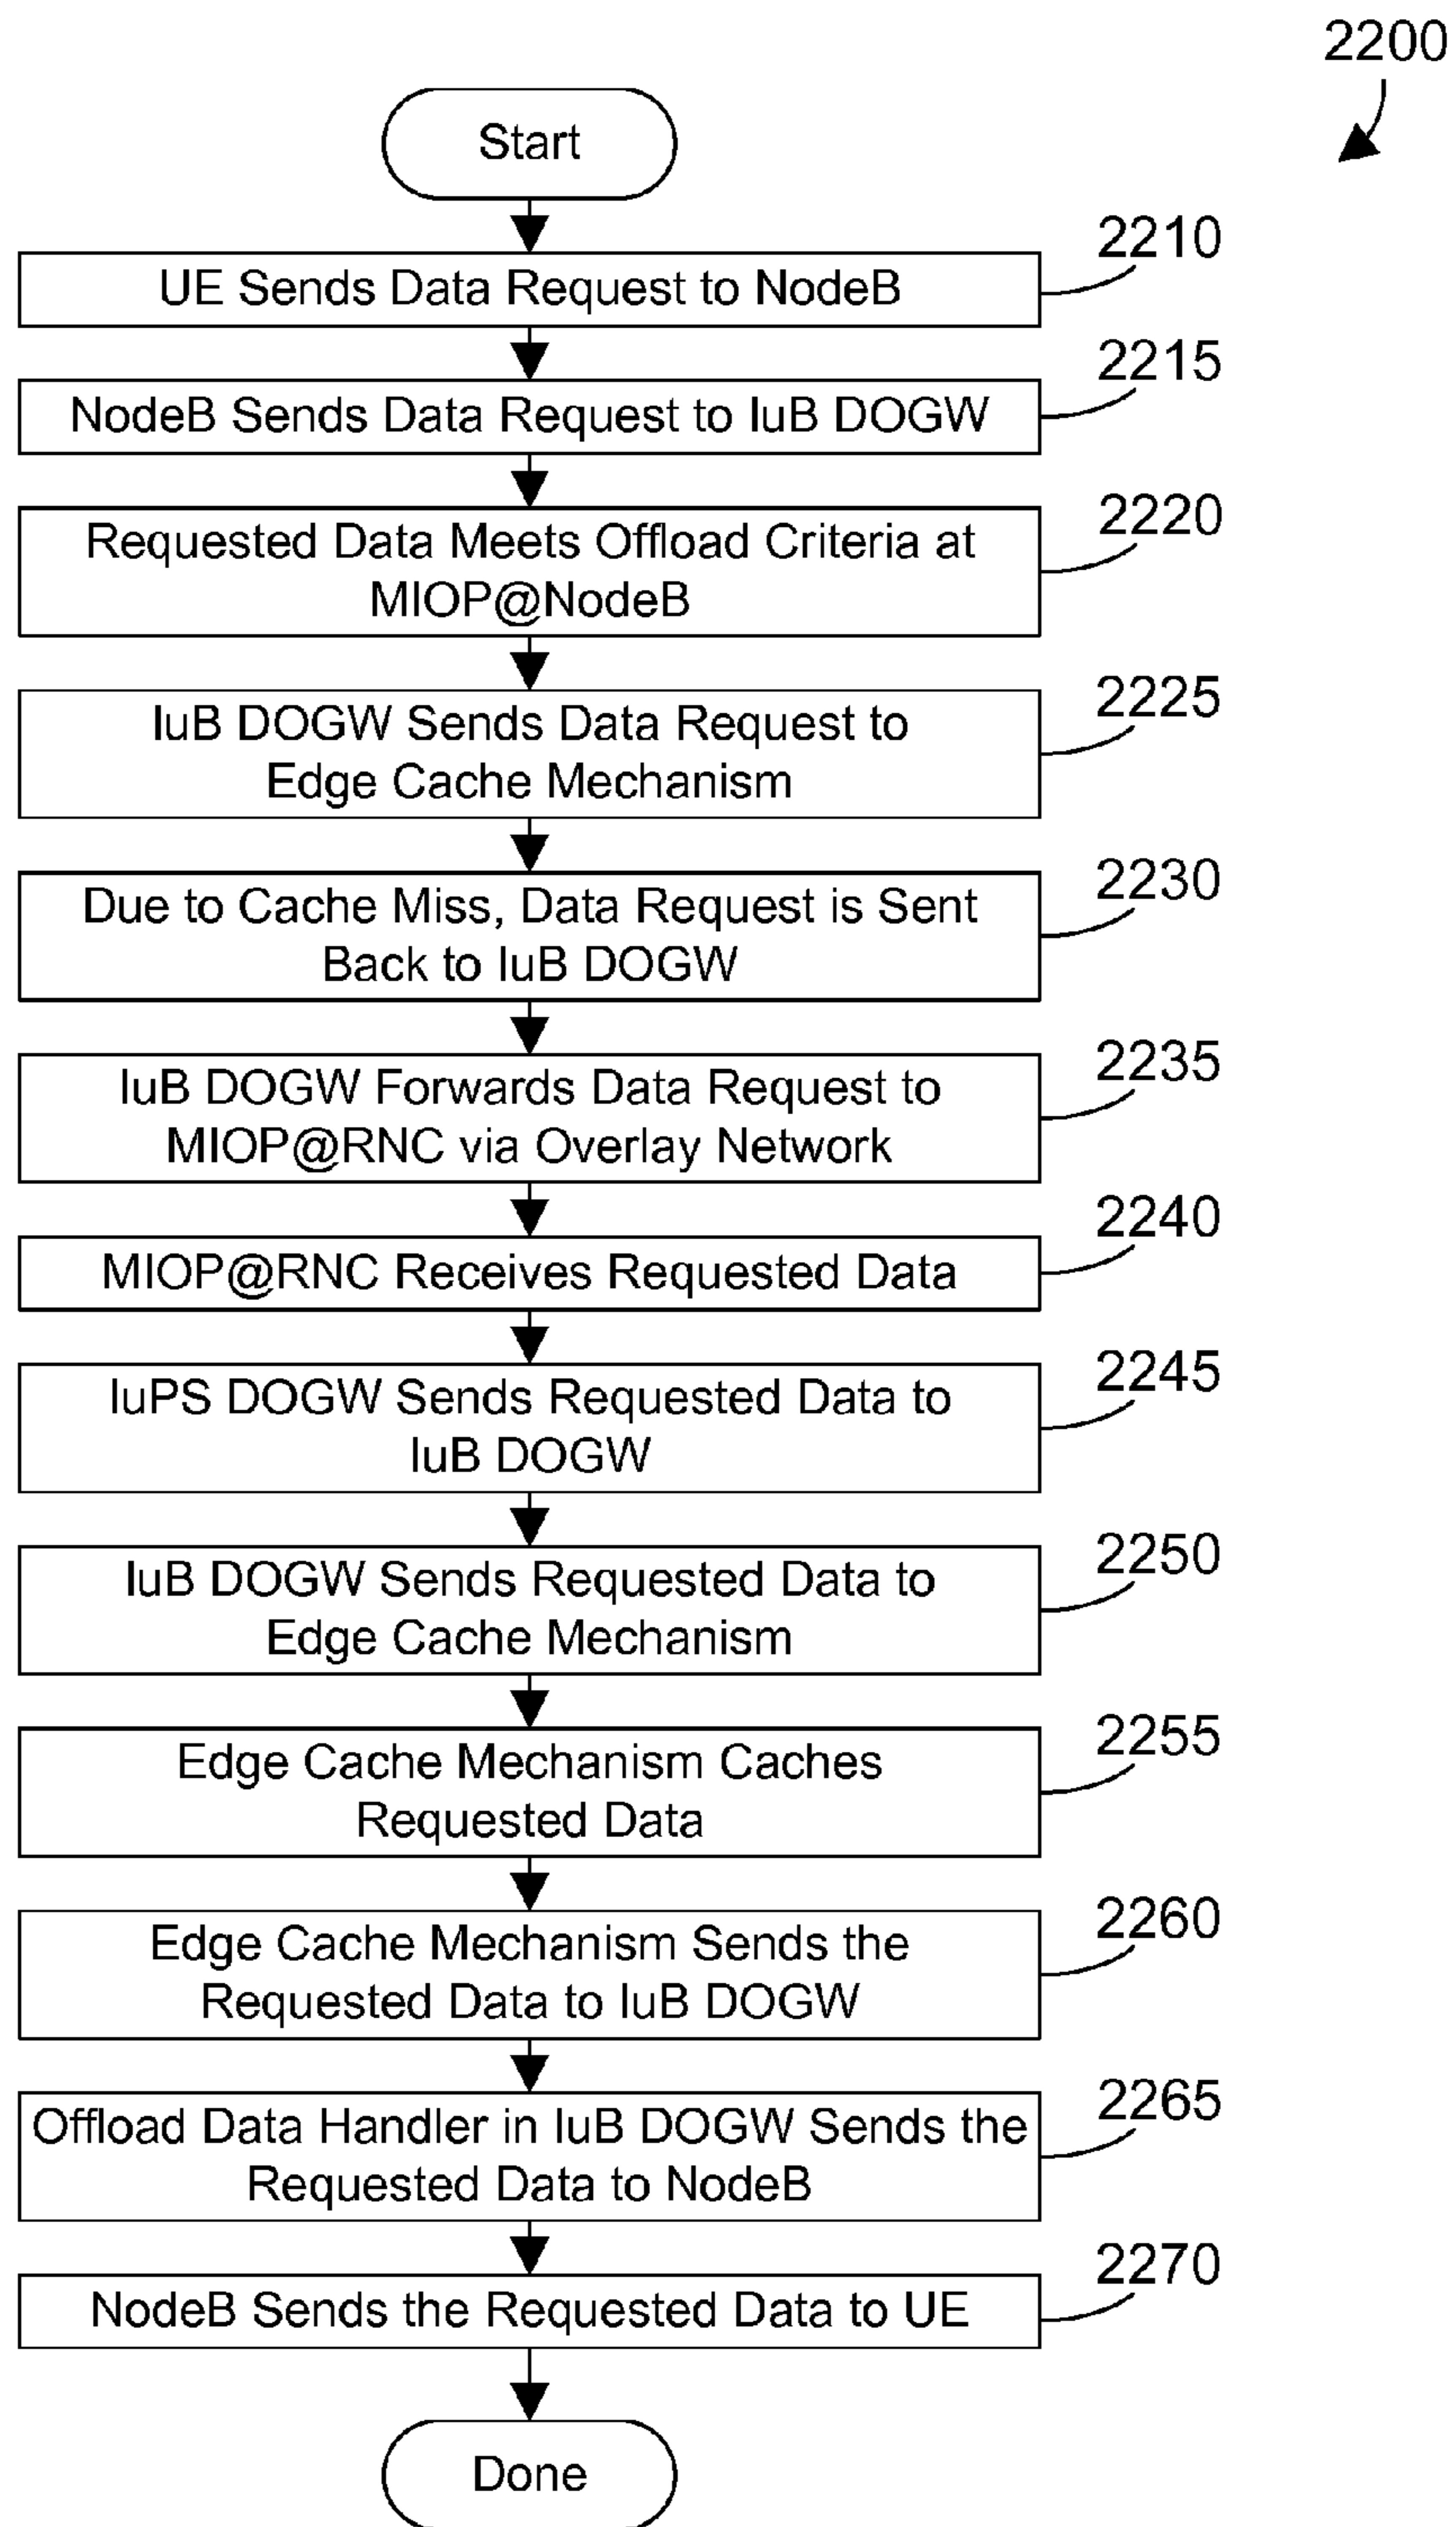 2200
Start
UE Sends Data Request to NodeB
2210
NodeB Sends Data Request to IuB DOGW
2215
Requested Data Meets Offload Criteria at
MIOP@NodeB
2220
IuB DOGW Sends Data Request to
Edge Cache Mechanism
2225
Due to Cache Miss, Data Request is Sent
Back to IuB DOGW
2230
IuB DOGW Forwards Data Request to
MIOP@RNC via Overlay Network
2235
MIOP@RNC Receives Requested Data
2240
IuPS DOGW Sends Requested Data to
IuB DOGW
2245
IuB DOGW Sends Requested Data to
Edge Cache Mechanism
2250
Edge Cache Mechanism Caches
Requested Data
2255
Edge Cache Mechanism Sends the
Requested Data to IuB DOGW
2260
Offload Data Handler in IuB DOGW Sends the
Requested Data to NodeB
2265
NodeB Sends the Requested Data to UE
2270
Done